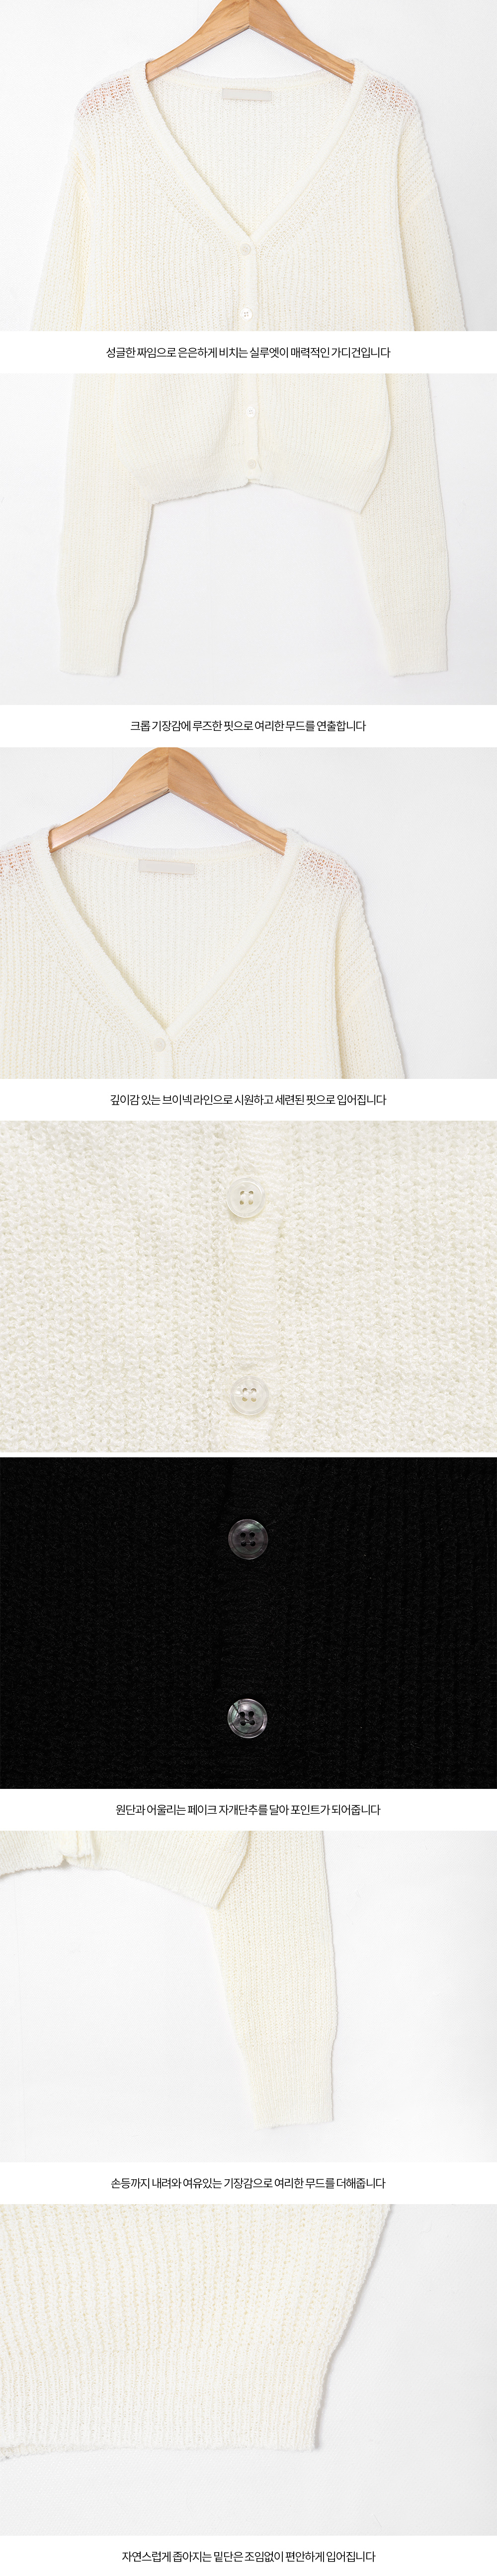 성글한 짜임으로 은은하게 비치는 실루엣이 매력적인 가디건입니다
크롭 기장감에 루즈한 핏으로 여리한 무드를 연출합니다
깊이감 있는 브이넥 라인으로 시원하고 세련된 핏으로 입어집니다
원단과 어울리는 페이크 자개단추를 달아 포인트가 되어줍니다
손등까지 내려와 여유있는 기장감으로 여리한 무드를 더해줍니다
자연스럽게 좁아지는 밑단은 조임없이 편안하게 입어집니다